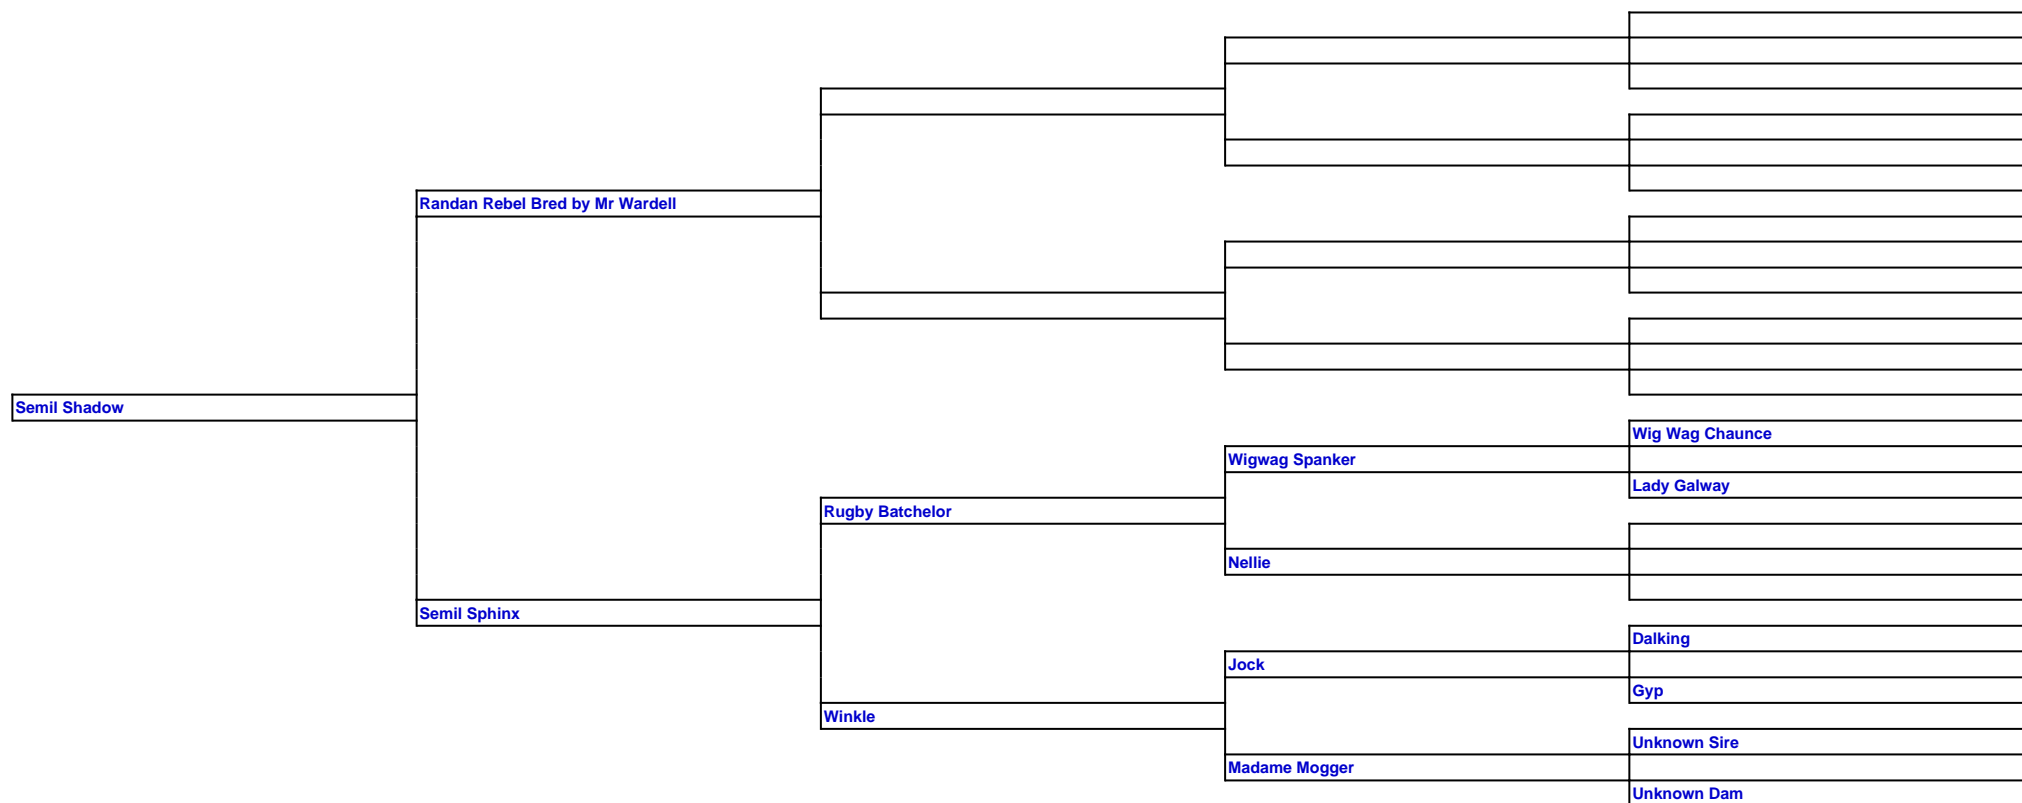 Randan Rebel Bred by Mr Wardell
Semil Shadow
Wig Wag Chaunce
Wigwag Spanker
Lady Galway
Rugby Batchelor
Nellie
Semil Sphinx
Dalking
Jock
Gyp
Winkle
Unknown Sire
Madame Mogger
Unknown Dam